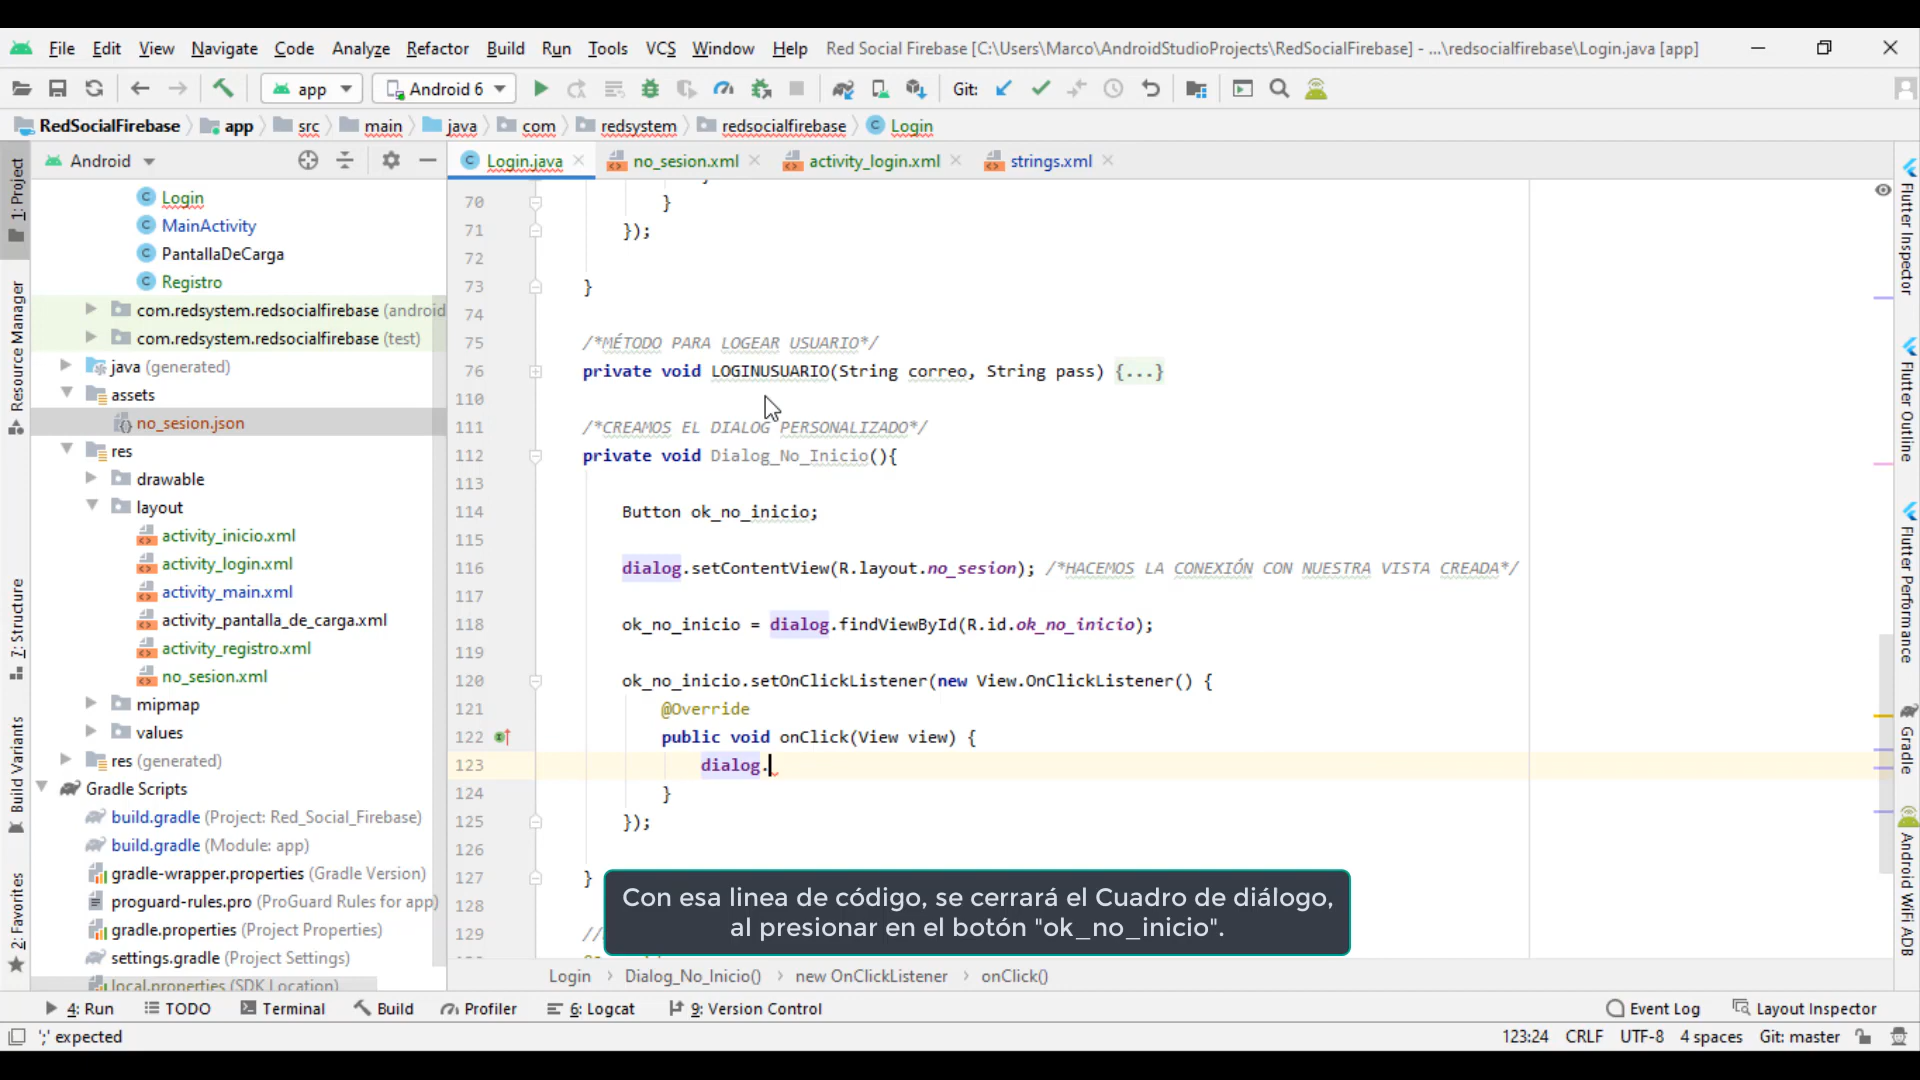 File Edit View Navigate Code Analyze Refactor Build Run Tools VCS Window Help Red Social Firebase [C:\Users\Marco\AndroidStudioProjects\RedSocialFirebase] - ...\redsocialfirebase\Login.java [app]
app Android 6 Git:
RedSocialFirebase app src main java com redsystem redsocialfirebase Login
Android
Login.java no_sesion.xml activity_login.xml strings.xml
1: Project
Resource Manager
7: Structure
Build Variants
2: Favorites
Login
MainActivity
PantallaDeCarga
Registro
com.redsystem.redsocialfirebase (android
com.redsystem.redsocialfirebase (test)
java (generated)
assets
no_sesion.json
res
drawable
layout
activity_inicio.xml
activity_login.xml
activity_main.xml
activity_pantalla_de_carga.xml
activity_registro.xml
no_sesion.xml
mipmap
values
res (generated)
Gradle Scripts
build.gradle (Project: Red_Social_Firebase)
build.gradle (Module: app)
gradle-wrapper.properties (Gradle Version)
proguard-rules.pro (ProGuard Rules for app)
gradle.properties (Project Properties)
settings.gradle (Project Settings)
local.properties (SDK Location)
70 }
71 });
72
73 }
74
75 /*MÉTODO PARA LOGEAR USUARIO*/
76 private void LOGINUSUARIO(String correo, String pass) {...}
110
111 /*CREAMOS EL DIALOG PERSONALIZADO*/
112 private void Dialog_No_Inicio(){
113
114 Button ok_no_inicio;
115
116 dialog.setContentView(R.layout.no_sesion); /*HACEMOS LA CONEXIÓN CON NUESTRA VISTA CREADA*/
117
118 ok_no_inicio = dialog.findViewById(R.id.ok_no_inicio);
119
120 ok_no_inicio.setOnClickListener(new View.OnClickListener() {
121 @Override
122 public void onClick(View view) {
123 dialog.
124 }
125 });
126
127 }
128
129 //
Con esa linea de código, se cerrará el Cuadro de diálogo,
al presionar en el botón "ok_no_inicio".
Login Dialog_No_Inicio() new OnClickListener onClick()
Flutter Inspector
Flutter Outline
Flutter Performance
Gradle
Android WiFi ADB
4: Run TODO Terminal Build Profiler 6: Logcat 9: Version Control Event Log Layout Inspector
';' expected 123:24 CRLF UTF-8 4 spaces Git: master